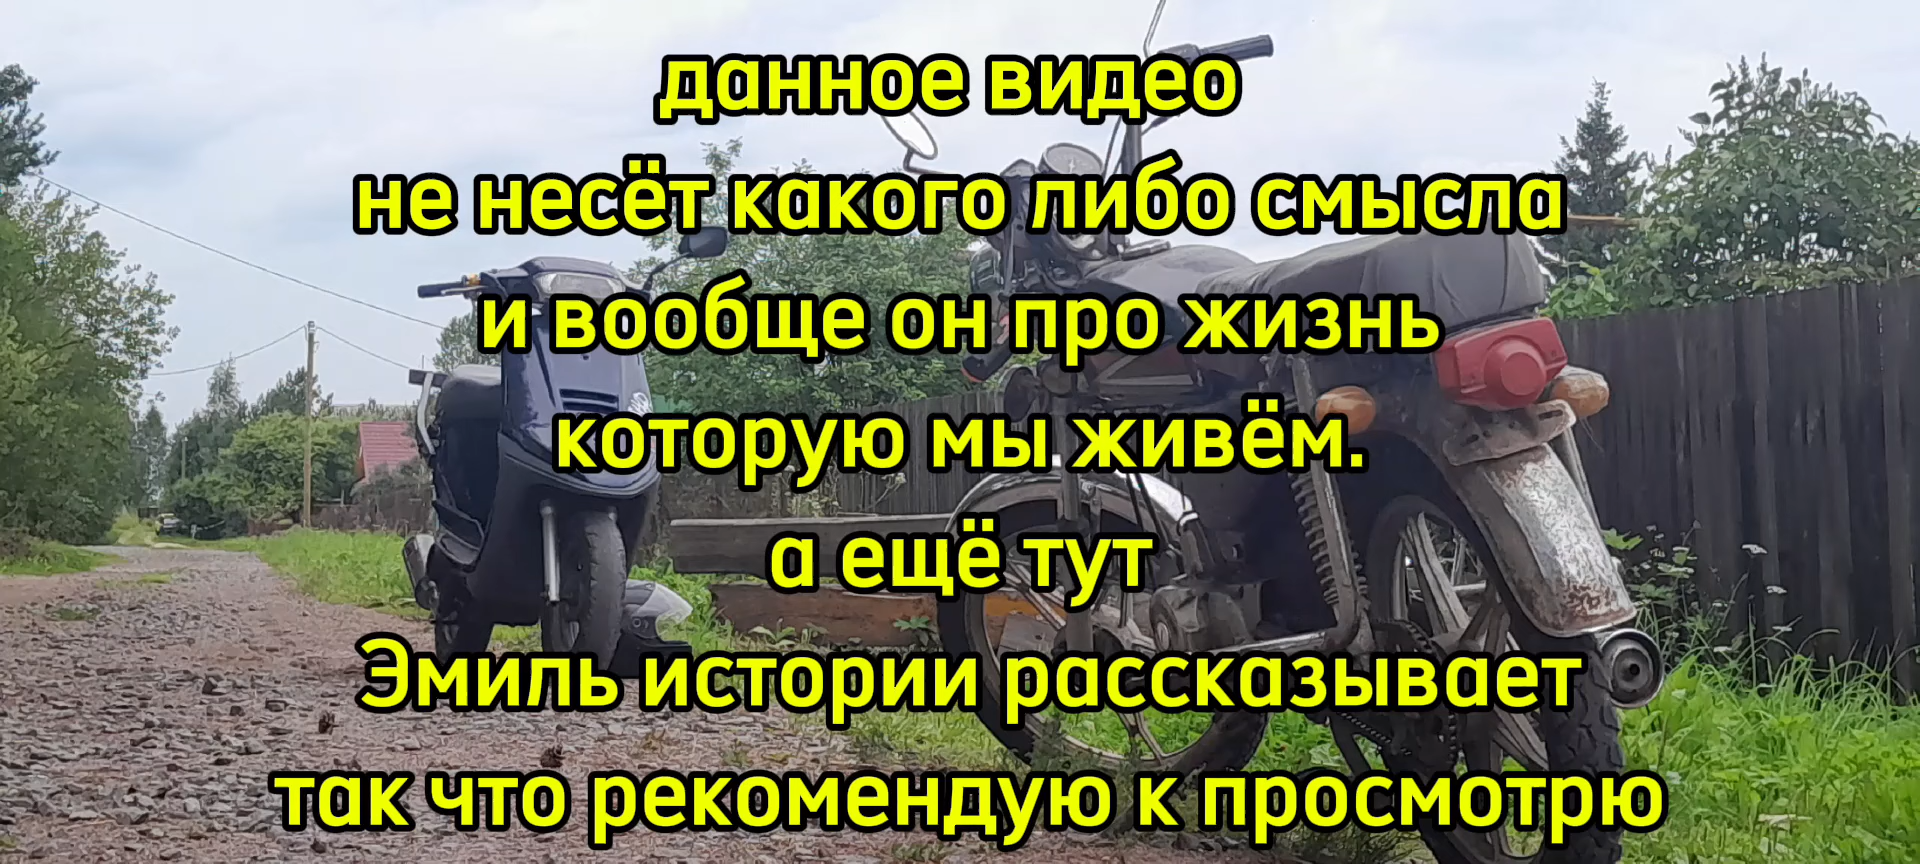 данное видео
не несёт какого либо смысла
и вообще он про жизнь
которую мы живём.
а ещё тут
Эмиль истории рассказывает
так что рекомендую к просмотрю